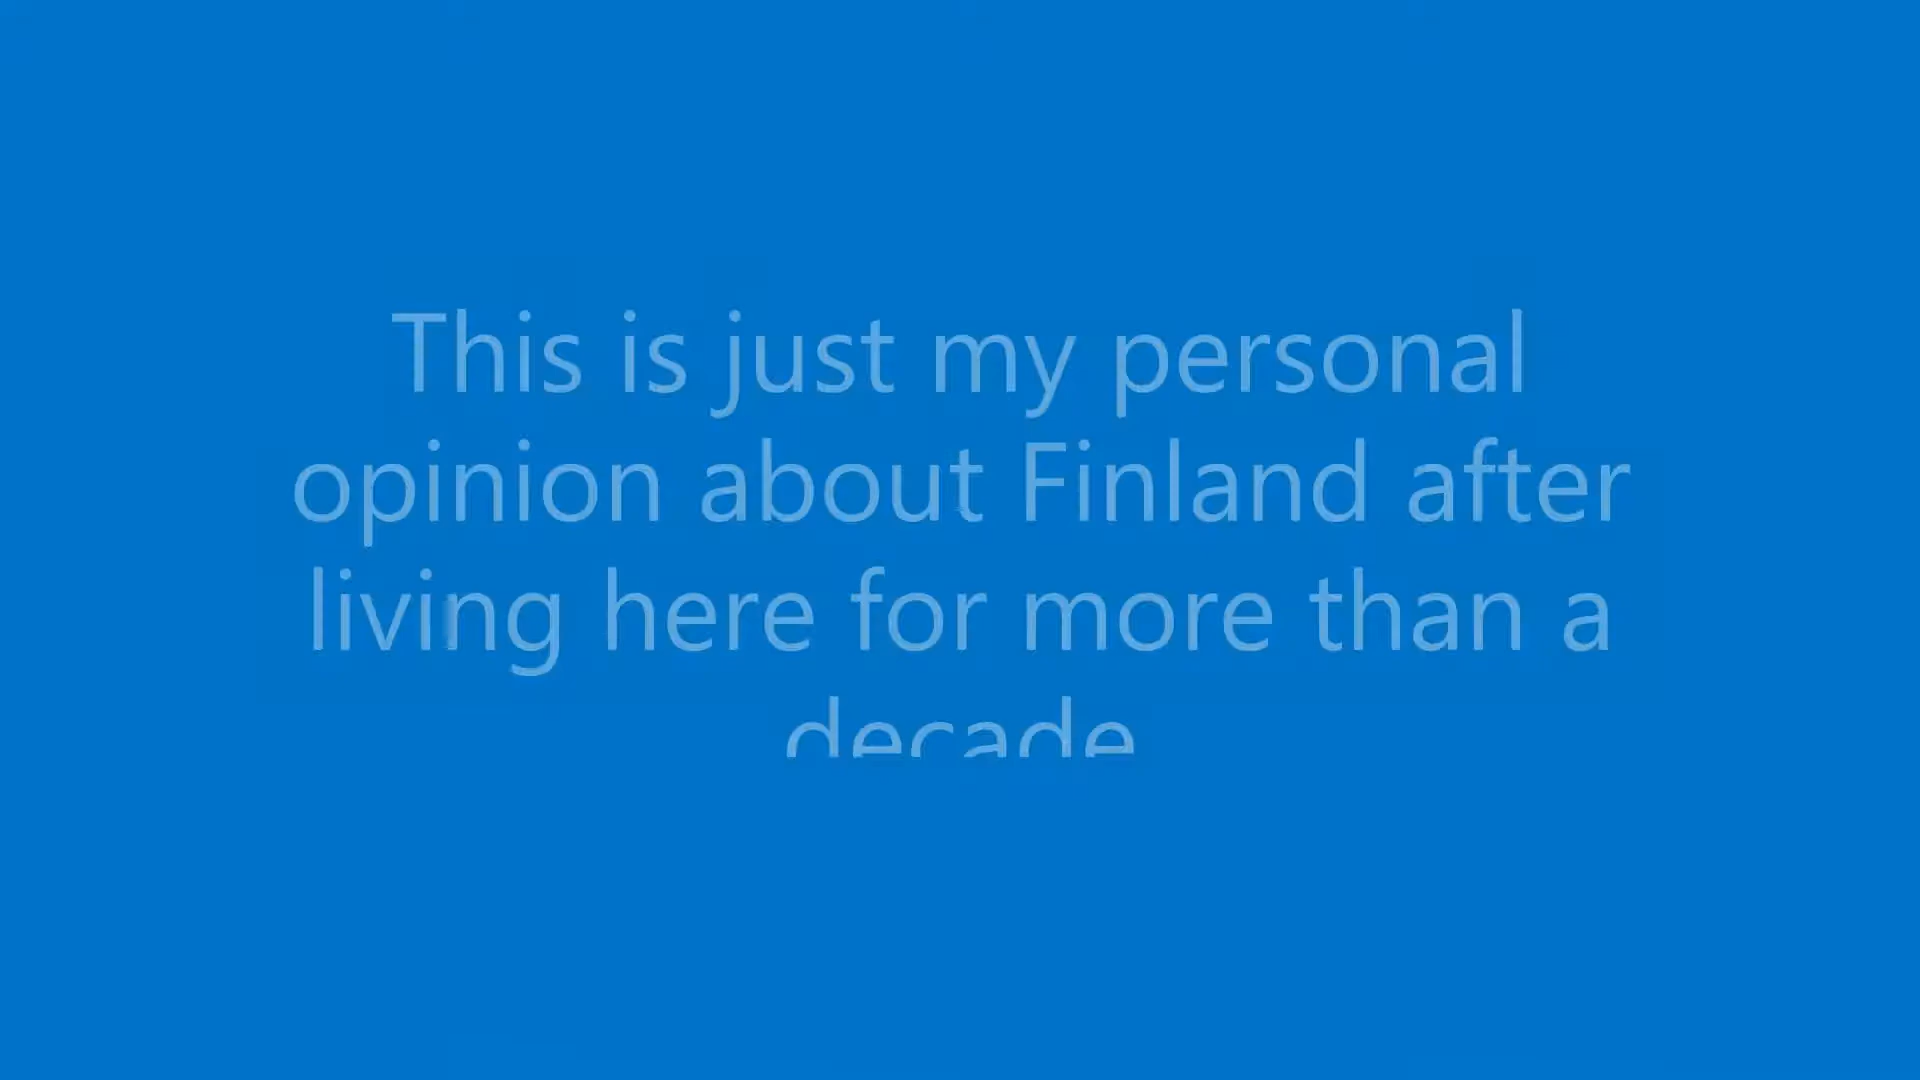 This is just my personal
opinion about Finland after
living here for more than a
decade